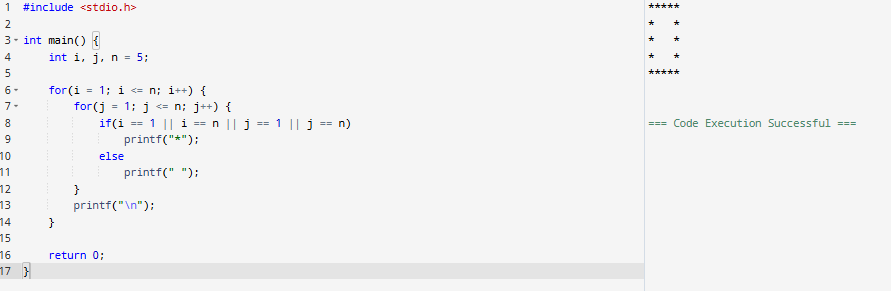 1 #include <stdio.h>
2
3 int main() {
4     int i, j, n = 5;
5
6     for(i = 1; i <= n; i++) {
7         for(j = 1; j <= n; j++) {
8             if(i == 1 || i == n || j == 1 || j == n)
9                 printf("*");
10             else
11                 printf(" ");
12         }
13         printf("\n");
14     }
15
16     return 0;
17 }
*****
*   *
*   *
*   *
*****
=== Code Execution Successful ===